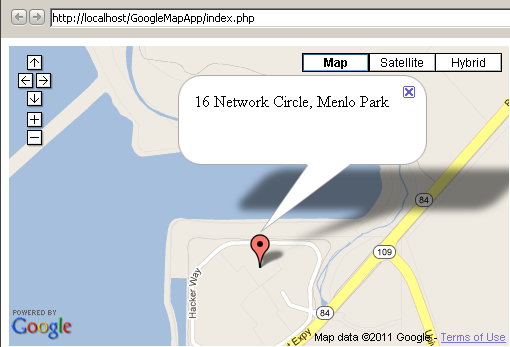 http://localhost/GoogleMapApp/index.php
Map Satellite Hybrid
16 Network Circle, Menlo Park
84
109
Hacker Way
84
Expy
POWERED BY
Google
Map data ©2011 Google - Terms of Use